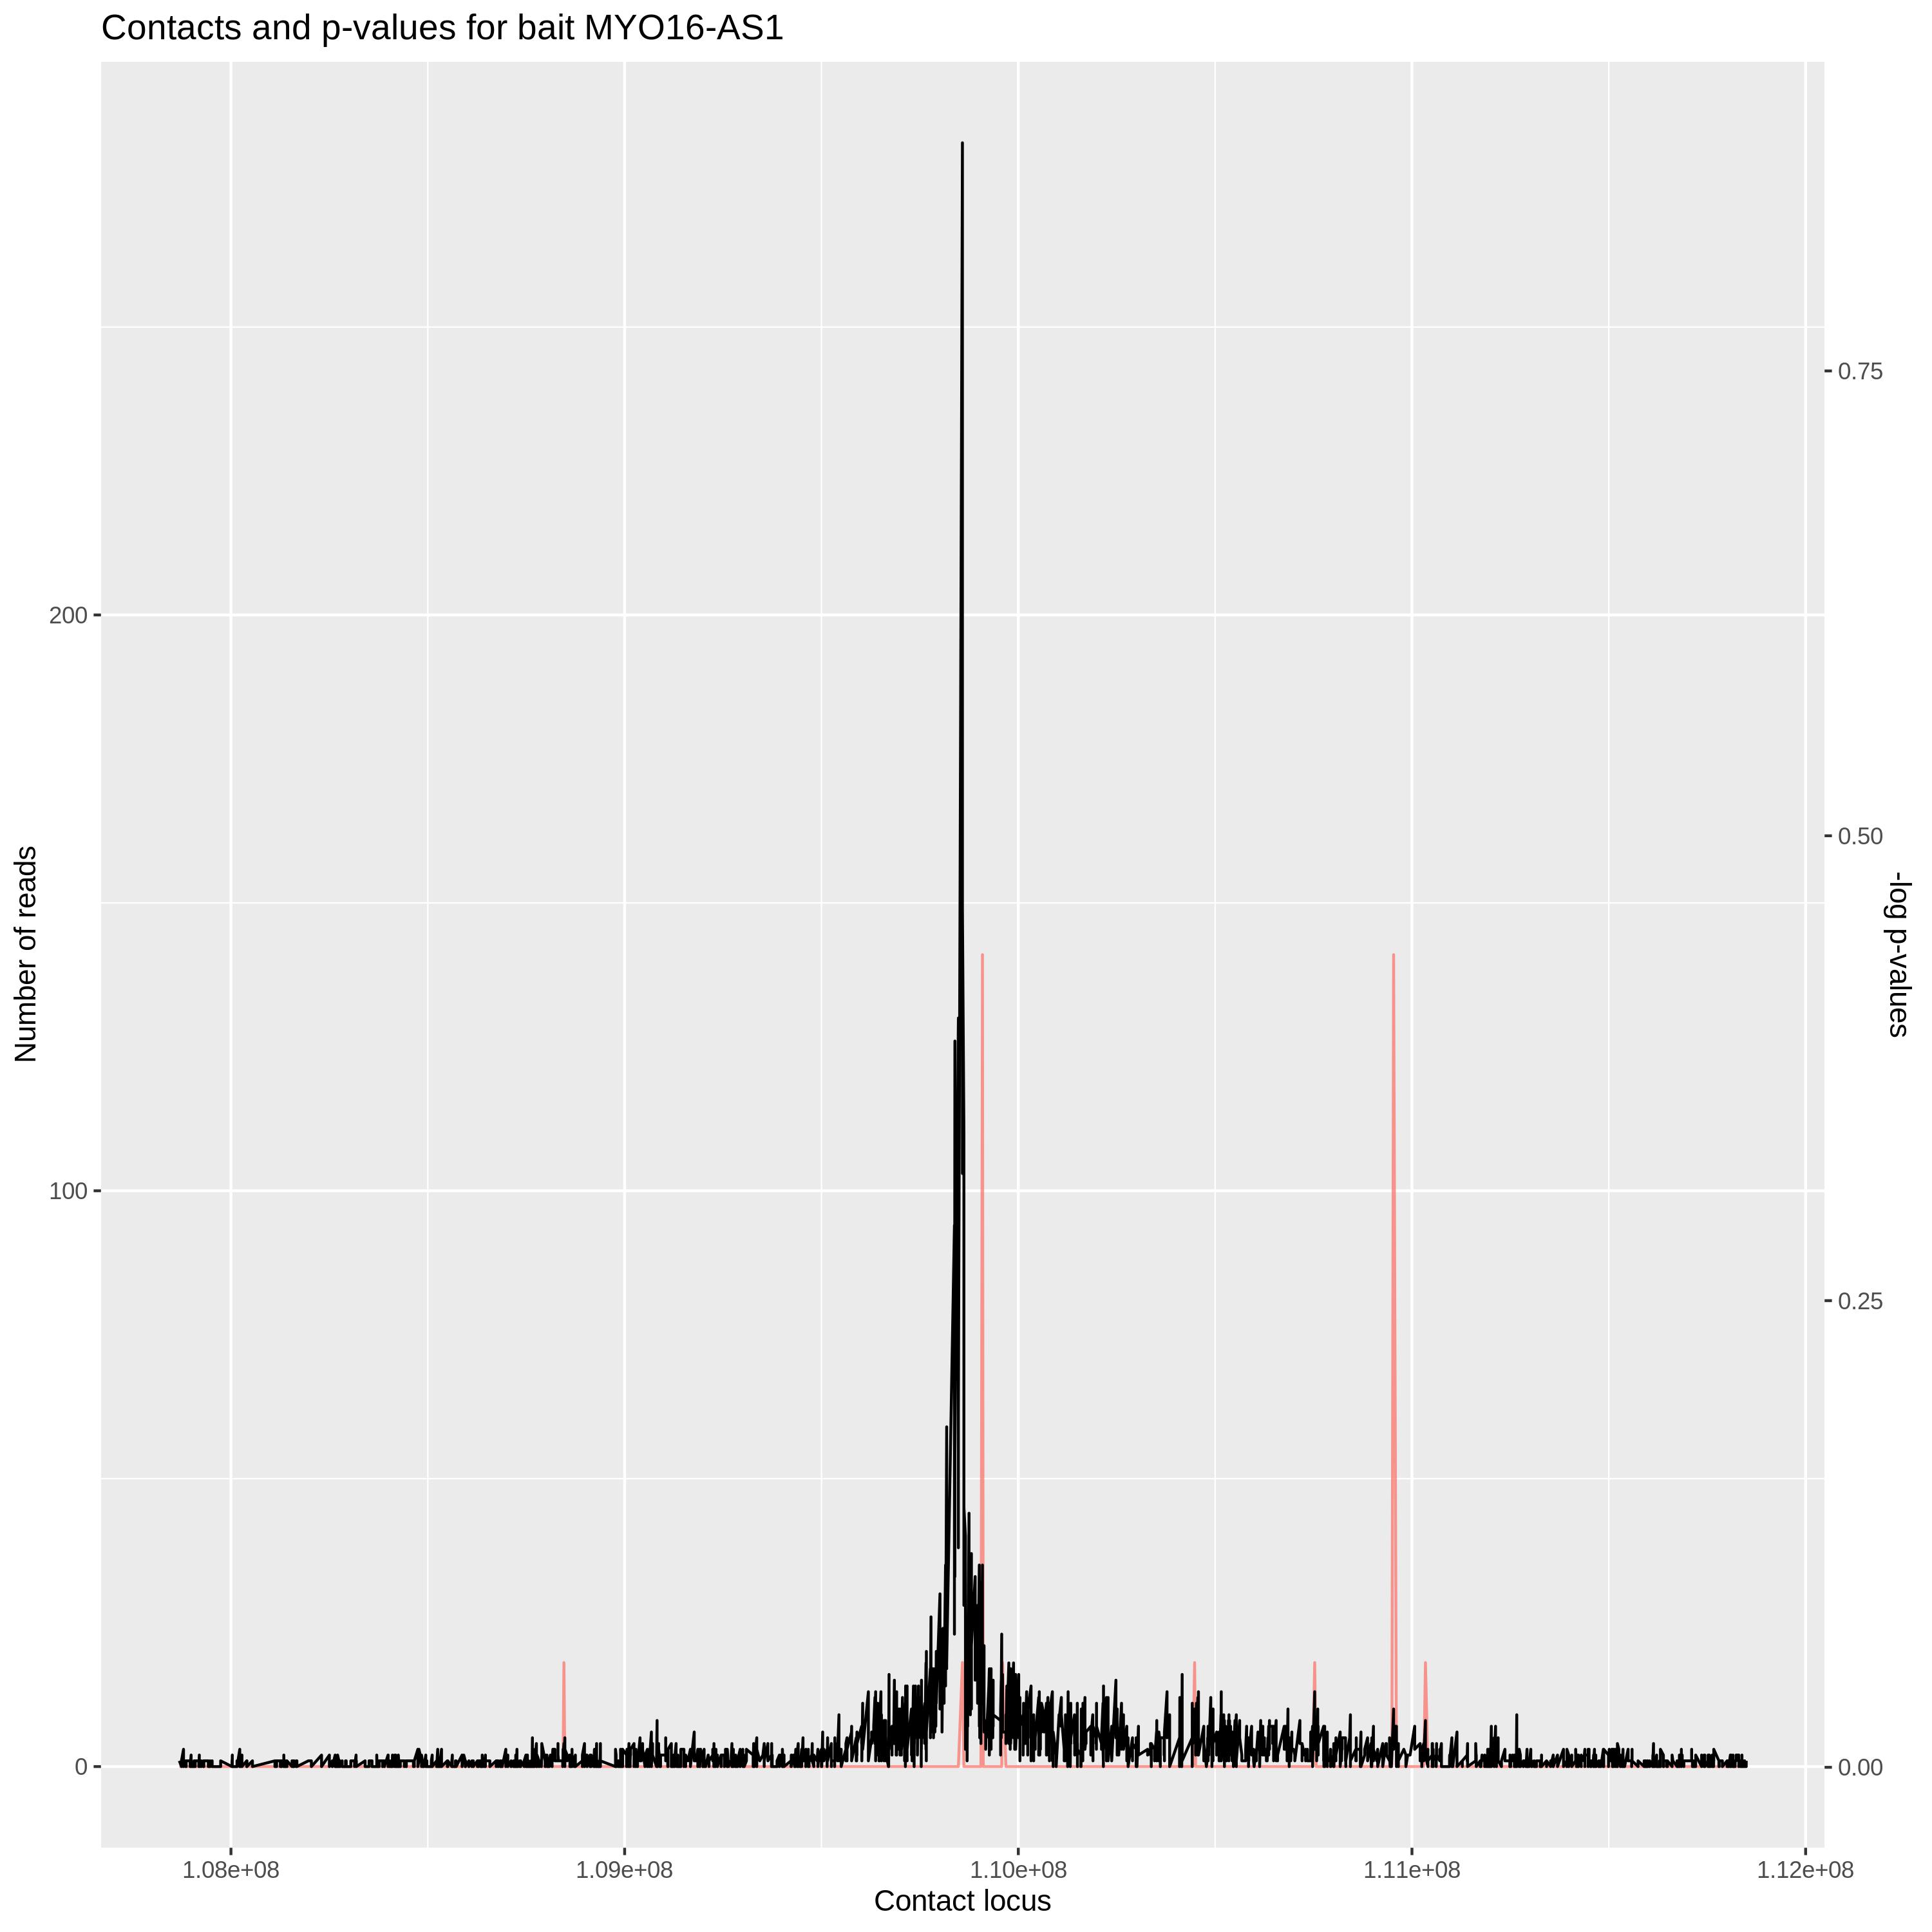 Contacts and p-values for bait MYO16-AS1
Number of reads
200
100
0
0.75
0.50
0.25
0.00
-log p-values
1.08e+08
1.09e+08
1.10e+08
1.11e+08
1.12e+08
Contact locus